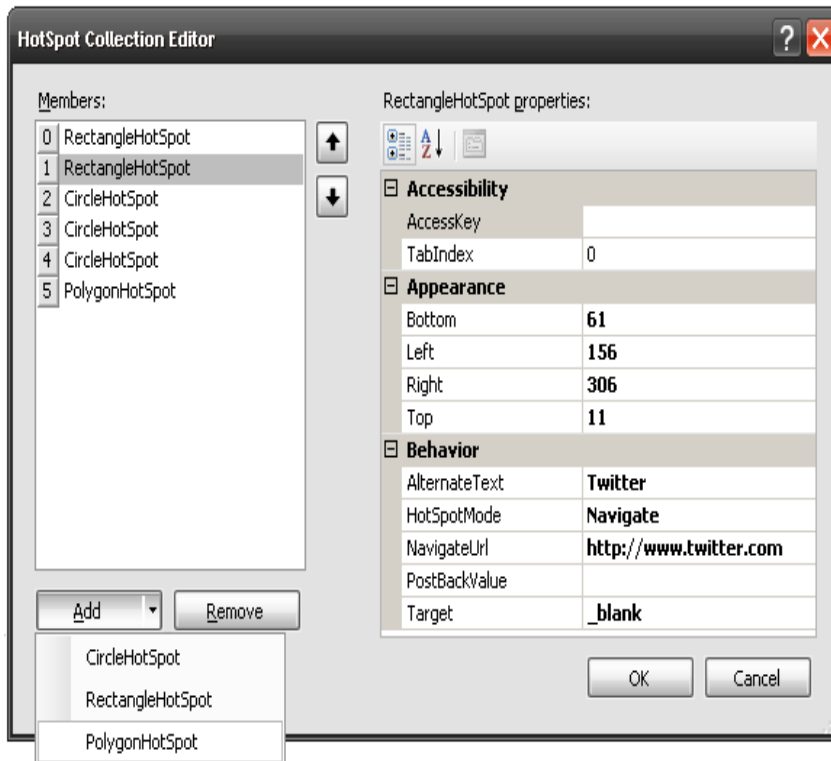 HotSpot Collection Editor
?
X
Members:
0 RectangleHotSpot
1 RectangleHotSpot
2 CircleHotSpot
3 CircleHotSpot
4 CircleHotSpot
5 PolygonHotSpot
Add
Remove
CircleHotSpot
RectangleHotSpot
PolygonHotSpot
RectangleHotSpot properties:
A
Z
Accessibility
AccessKey
TabIndex 0
Appearance
Bottom 61
Left 156
Right 306
Top 11
Behavior
AlternateText Twitter
HotSpotMode Navigate
NavigateUrl http://www.twitter.com
PostBackValue
Target _blank
OK
Cancel